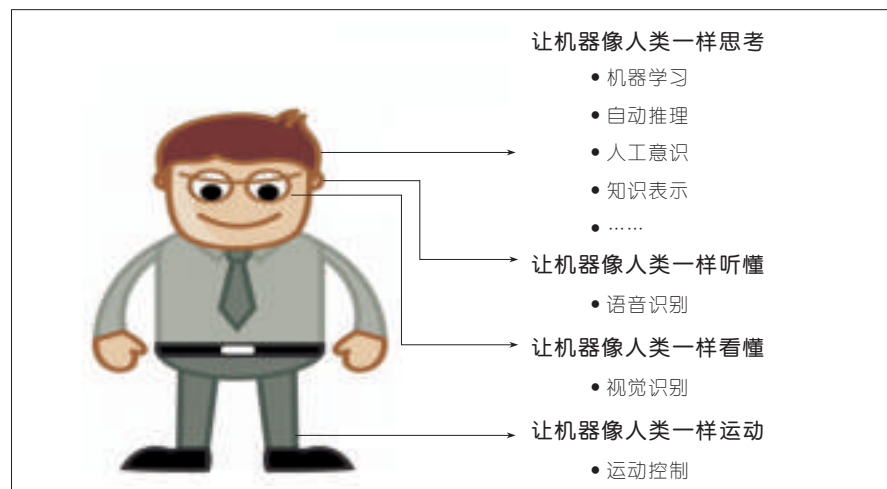 让机器像人类一样思考
• 机器学习
• 自动推理
• 人工意识
• 知识表示
• ……
让机器像人类一样听懂
• 语音识别
让机器像人类一样看懂
• 视觉识别
让机器像人类一样运动
• 运动控制